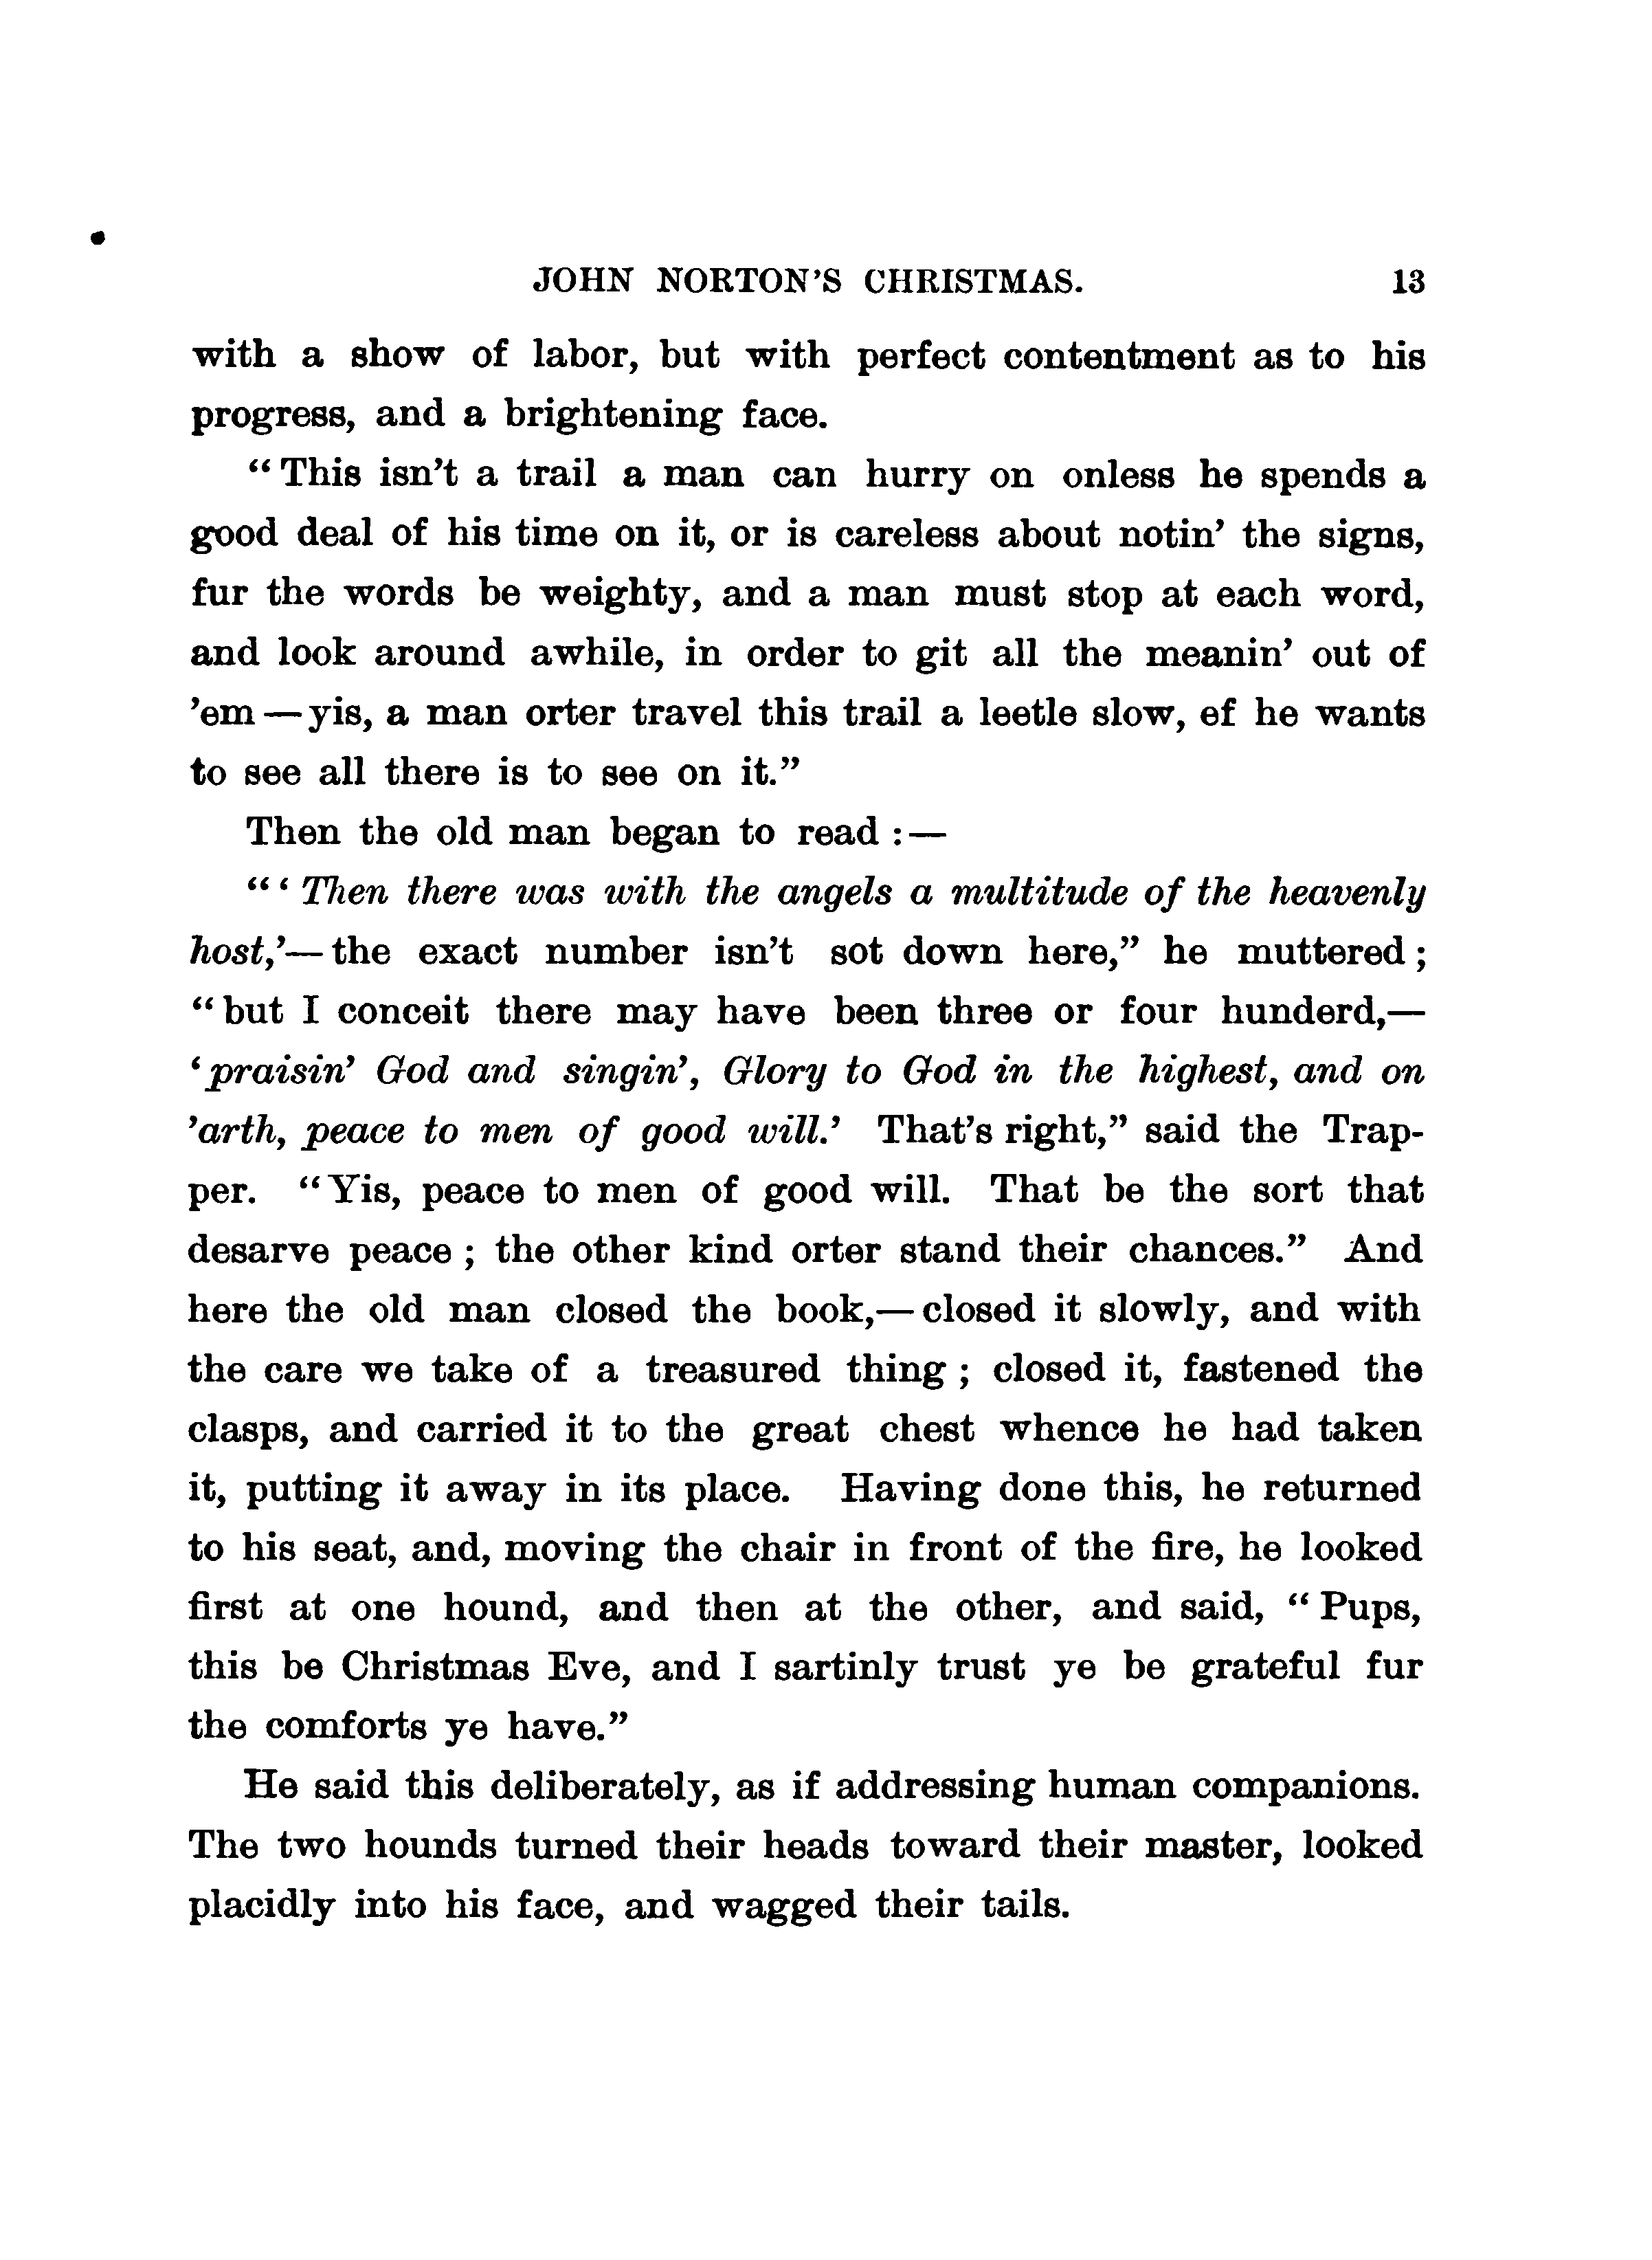 JOHN NORTON'S CHRISTMAS. 13
with a show of labor, but with perfect contentment as to his
progress, and a brightening face.
“This isn’t a trail a man can hurry on onless he spends a
good deal of his time on it, or is careless about notin’ the signs,
fur the words be weighty, and a man must stop at each word,
and look around awhile, in order to git all the meanin’ out of
’em — yis, a man orter travel this trail a leetle slow, ef he wants
to see all there is to see on it.”
Then the old man began to read : —
“‘Then there was with the angels a multitude of the heavenly
host,’— the exact number isn’t sot down here,” he muttered ;
“but I conceit there may have been three or four hunderd,—
‘praisin’ God and singin’, Glory to God in the highest, and on
’arth, peace to men of good will.’ That’s right,” said the Trap-
per. “Yis, peace to men of good will. That be the sort that
desarve peace ; the other kind orter stand their chances.” And
here the old man closed the book,— closed it slowly, and with
the care we take of a treasured thing ; closed it, fastened the
clasps, and carried it to the great chest whence he had taken
it, putting it away in its place. Having done this, he returned
to his seat, and, moving the chair in front of the fire, he looked
first at one hound, and then at the other, and said, “Pups,
this be Christmas Eve, and I sartinly trust ye be grateful fur
the comforts ye have.”
He said this deliberately, as if addressing human companions.
The two hounds turned their heads toward their master, looked
placidly into his face, and wagged their tails.